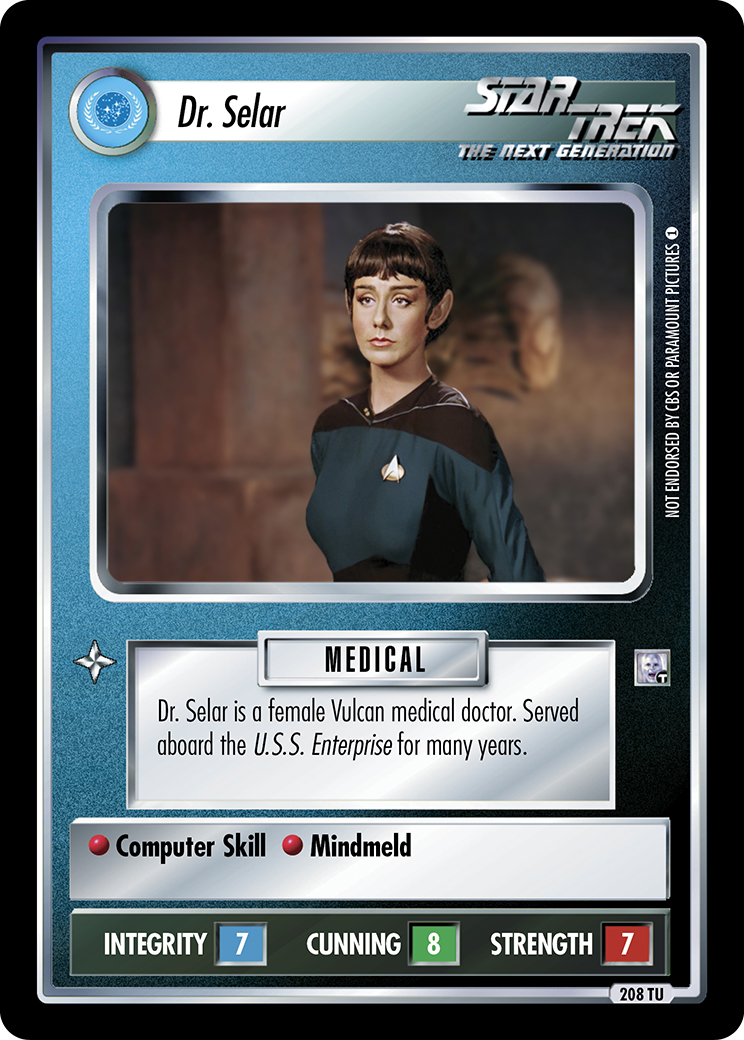 Dr. Selar
STAR TREK
THE NEXT GENERATION
NOT ENDORSED BY CBS OR PARAMOUNT PICTURES 1
MEDICAL
T
Dr. Selar is a female Vulcan medical doctor. Served
aboard the U.S.S. Enterprise for many years.
Computer Skill Mindmeld
INTEGRITY 7 CUNNING 8 STRENGTH 7
208 TU